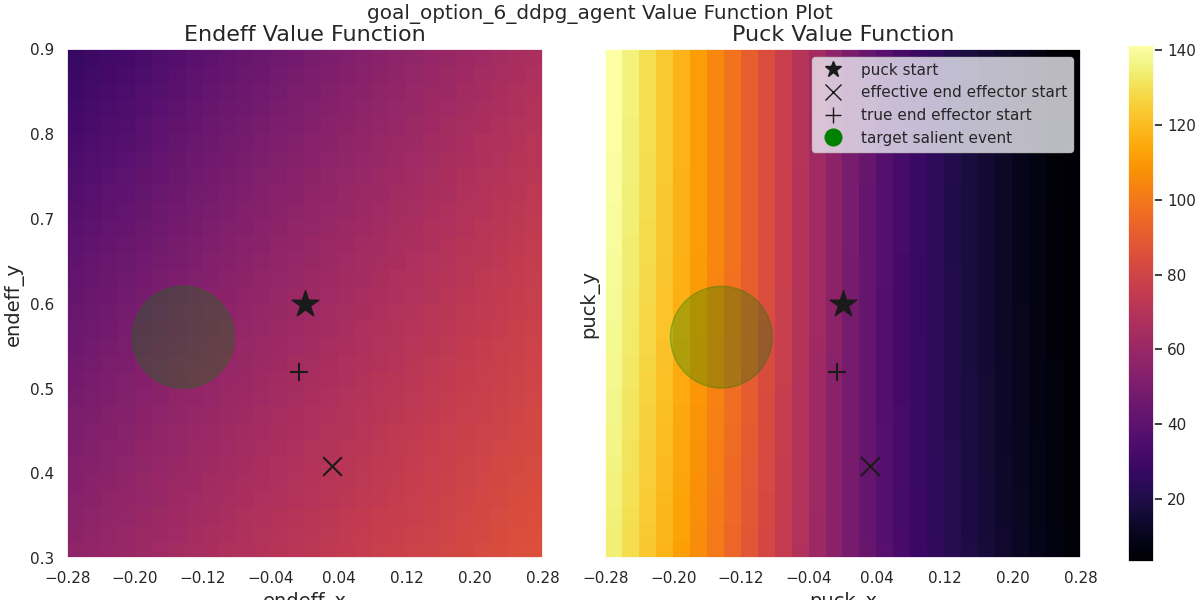 goal_option_6_ddpg_agent Value Function Plot
Endeff Value Function
0.9
0.8
0.7
0.6
0.5
0.4
0.3
endeff_y
−0.28 −0.20 −0.12 −0.04 0.04 0.12 0.20 0.28
endeff_x
Puck Value Function
puck start
effective end effector start
true end effector start
target salient event
puck_y
−0.28 −0.20 −0.12 −0.04 0.04 0.12 0.20 0.28
puck_x
140
120
100
80
60
40
20